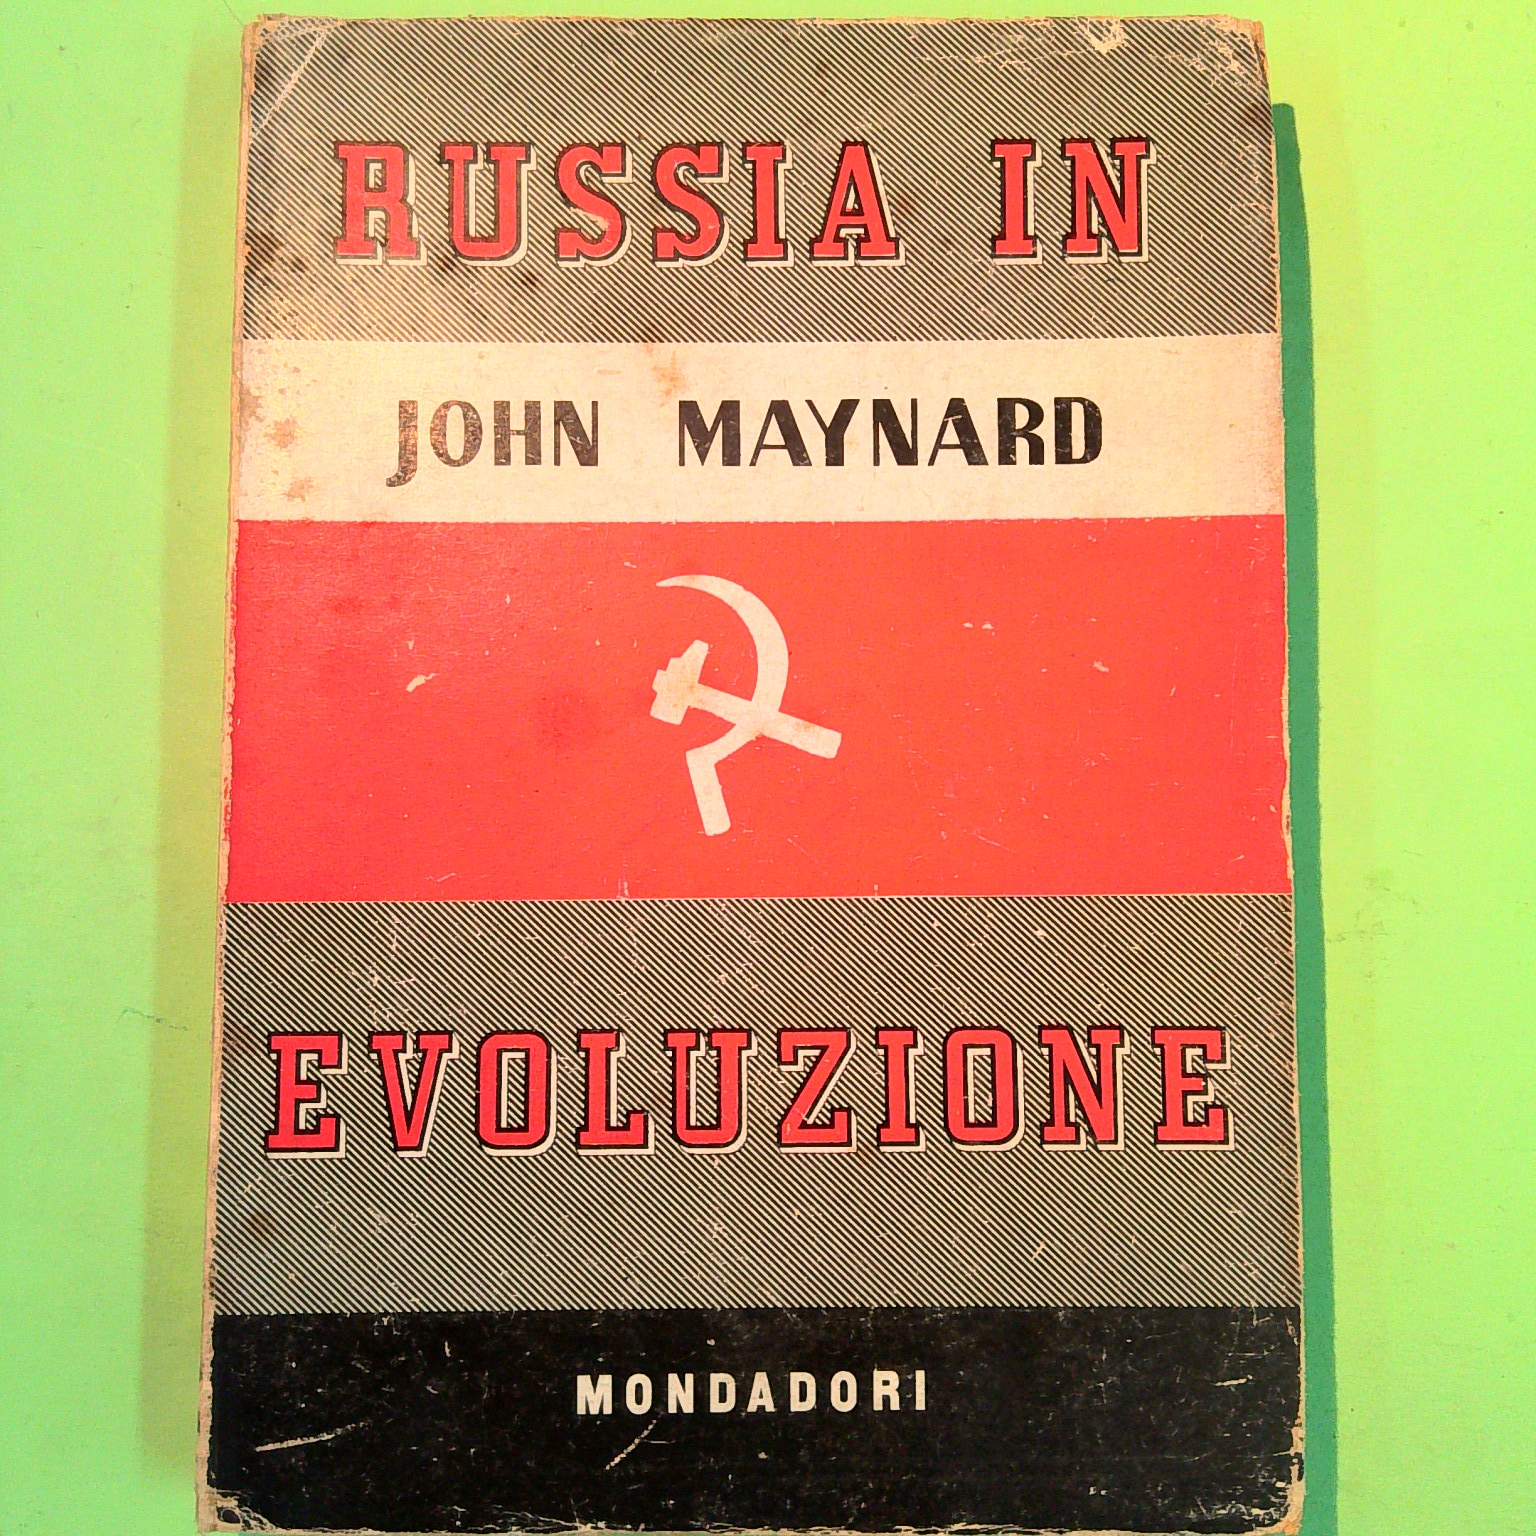 RUSSIA IN
JOHN MAYNARD
EVOLUZIONE
MONDADORI